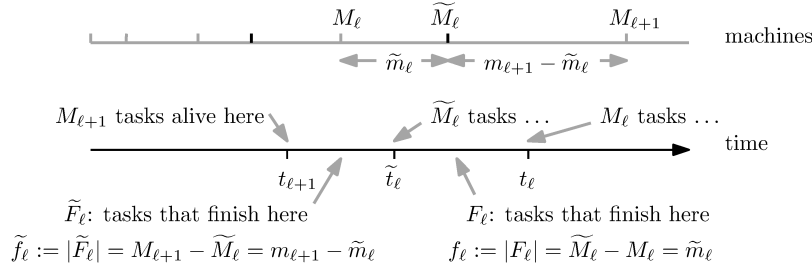 M_ℓ M̃_ℓ M_{ℓ+1}
machines
m̃_ℓ m_{ℓ+1} − m̃_ℓ
M_{ℓ+1} tasks alive here M̃_ℓ tasks … M_ℓ tasks …
time
t_{ℓ+1} t̃_ℓ t_ℓ
F̃_ℓ: tasks that finish here F_ℓ: tasks that finish here
f̃_ℓ := |F̃_ℓ| = M_{ℓ+1} − M̃_ℓ = m_{ℓ+1} − m̃_ℓ f_ℓ := |F_ℓ| = M̃_ℓ − M_ℓ = m̃_ℓ